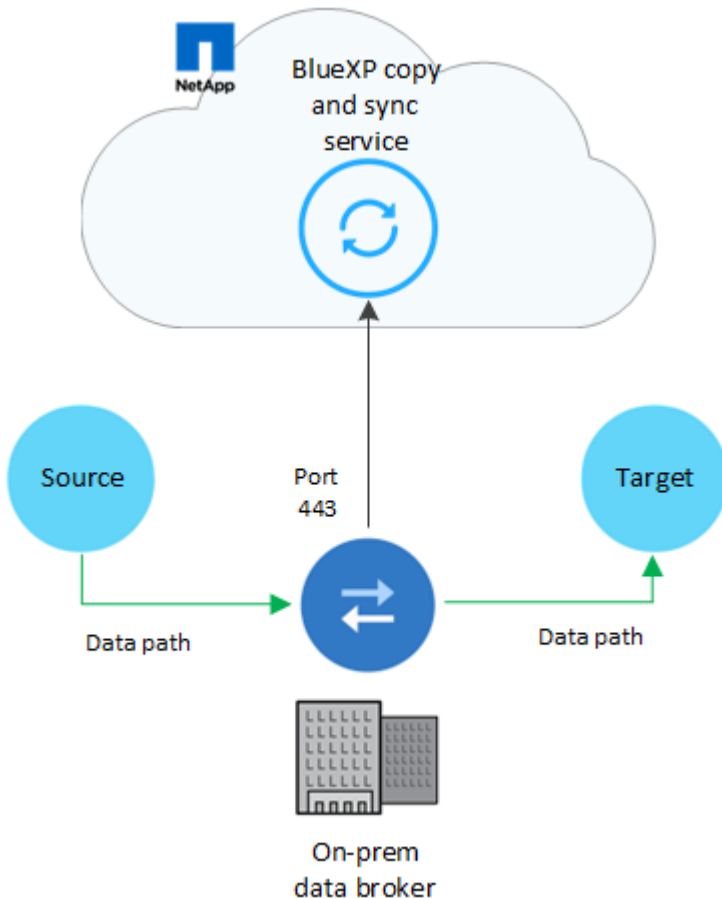 NetApp
BlueXP copy
and sync
service
Source
Target
Port
443
Data path
Data path
On-prem
data broker